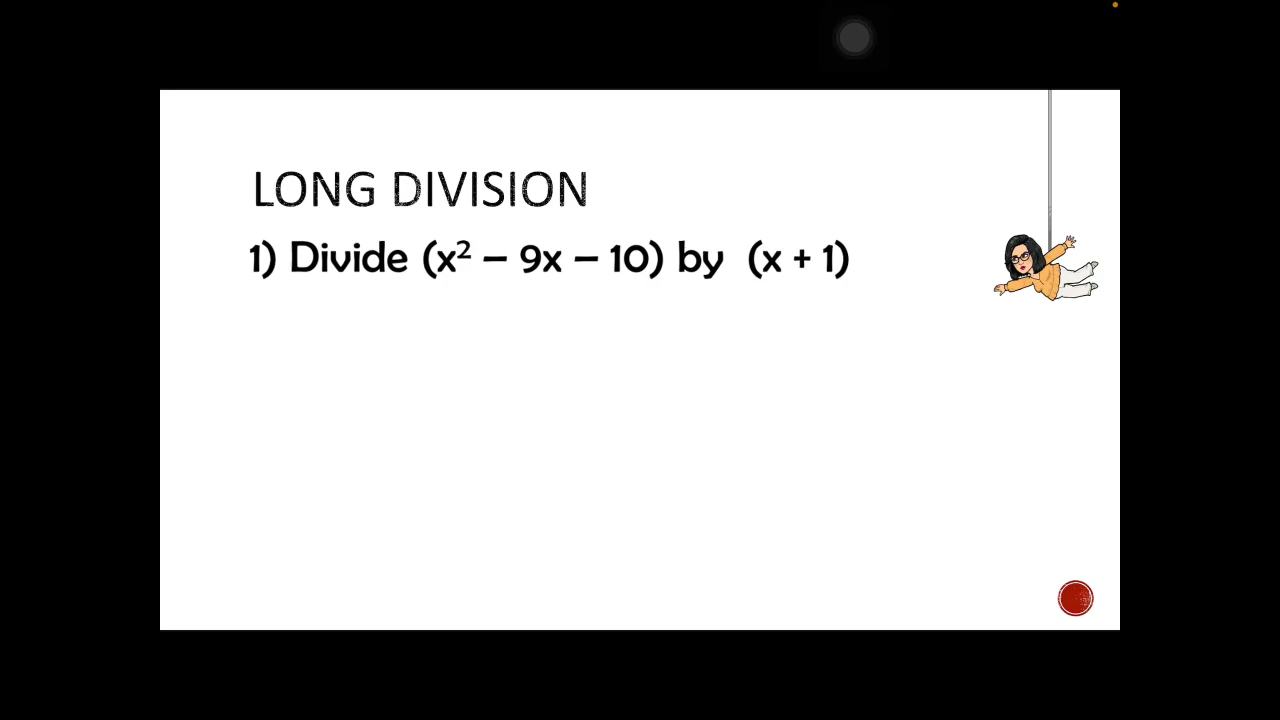 LONG DIVISION
1) Divide (x² – 9x – 10) by (x + 1)